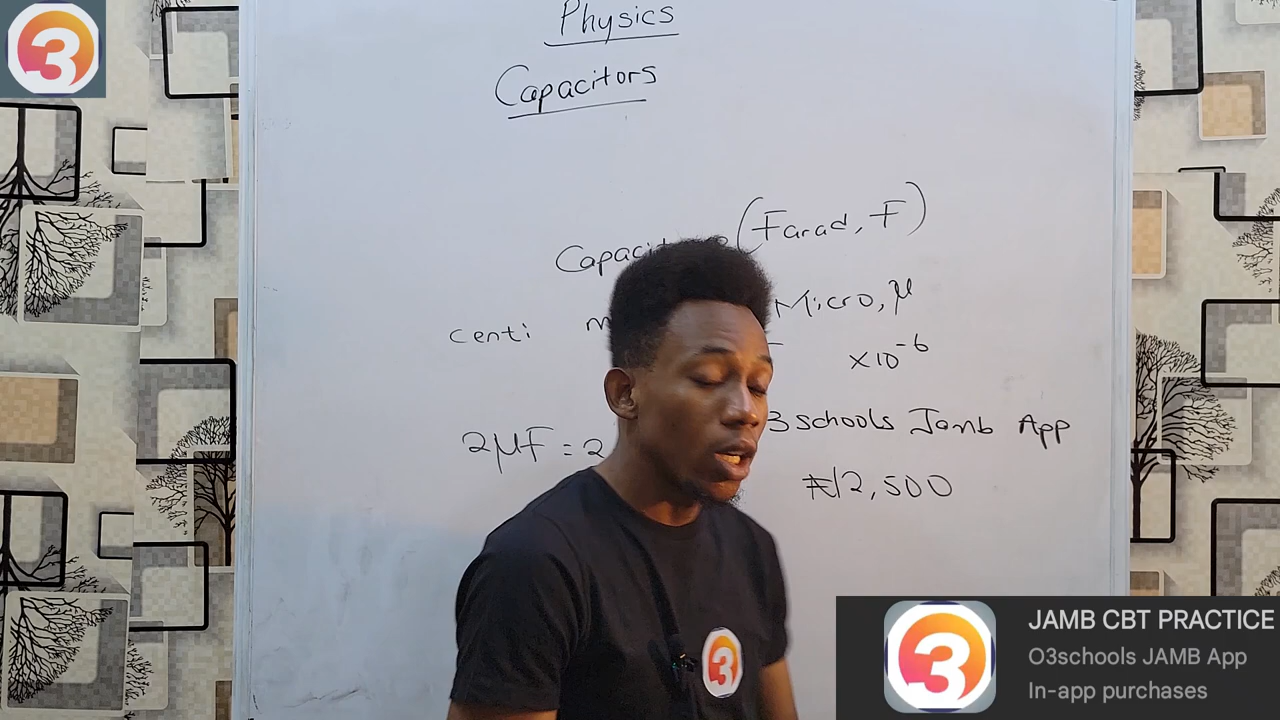 Physics
Capacitors
(Farad, F)
centi Micro, μ
×10⁻⁶
2μF = 2
3schools Jamb App
₦12,500
JAMB CBT PRACTICE
O3schools JAMB App
In-app purchases